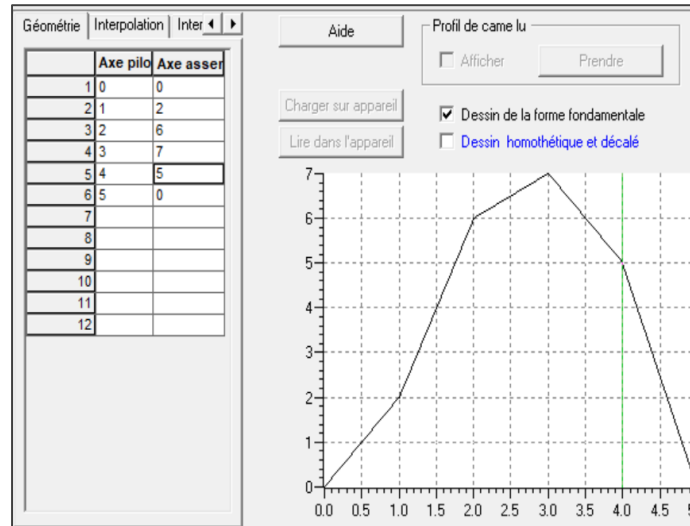 Géométrie Interpolation Inter
Axe pilo Axe asser
1 0 0
2 1 2
3 2 6
4 3 7
5 4 5
6 5 0
7
8
9
10
11
12
Aide
Charger sur appareil
Lire dans l'appareil
Profil de came lu
Afficher Prendre
Dessin de la forme fondamentale
Dessin homothétique et décalé
7
6
5
4
3
2
1
0
0.0 0.5 1.0 1.5 2.0 2.5 3.0 3.5 4.0 4.5